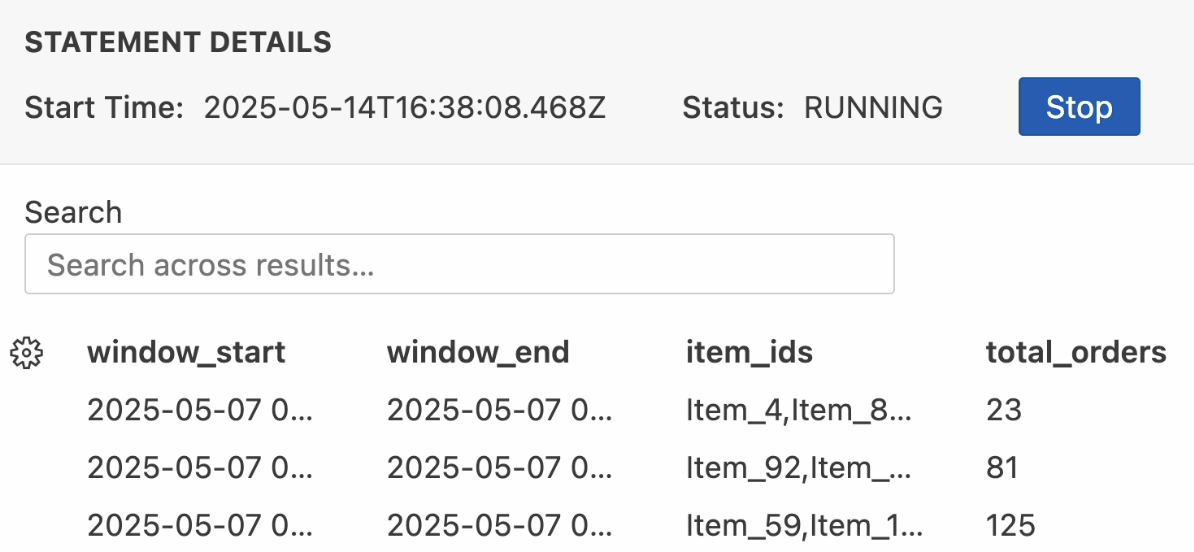 STATEMENT DETAILS
Start Time: 2025-05-14T16:38:08.468Z Status: RUNNING Stop
Search
Search across results...
window_start window_end item_ids total_orders
2025-05-07 0... 2025-05-07 0... Item_4,Item_8... 23
2025-05-07 0... 2025-05-07 0... Item_92,Item_... 81
2025-05-07 0... 2025-05-07 0... Item_59,Item_1... 125